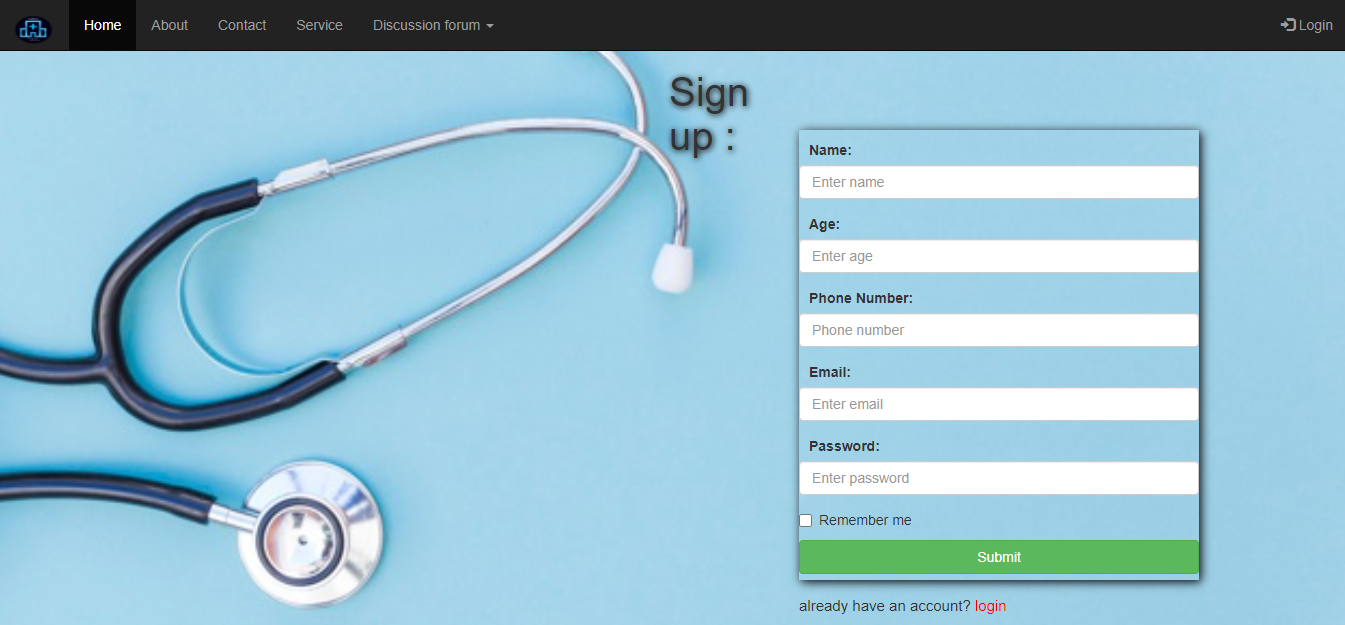 Home About Contact Service Discussion forum Login
Sign
up :
Name:
Enter name
Age:
Enter age
Phone Number:
Phone number
Email:
Enter email
Password:
Enter password
Remember me
Submit
already have an account? login